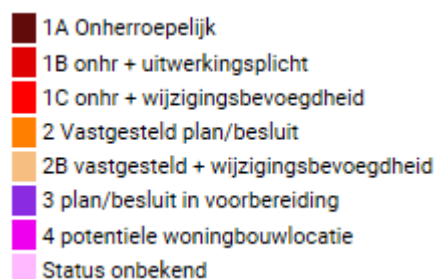 1A Onherroepelijk
1B onhr + uitwerkingsplicht
1C onhr + wijzigingsbevoegdheid
2 Vastgesteld plan/besluit
2B vastgesteld + wijzigingsbevoegdheid
3 plan/besluit in voorbereiding
4 potentiele woningbouwlocatie
Status onbekend